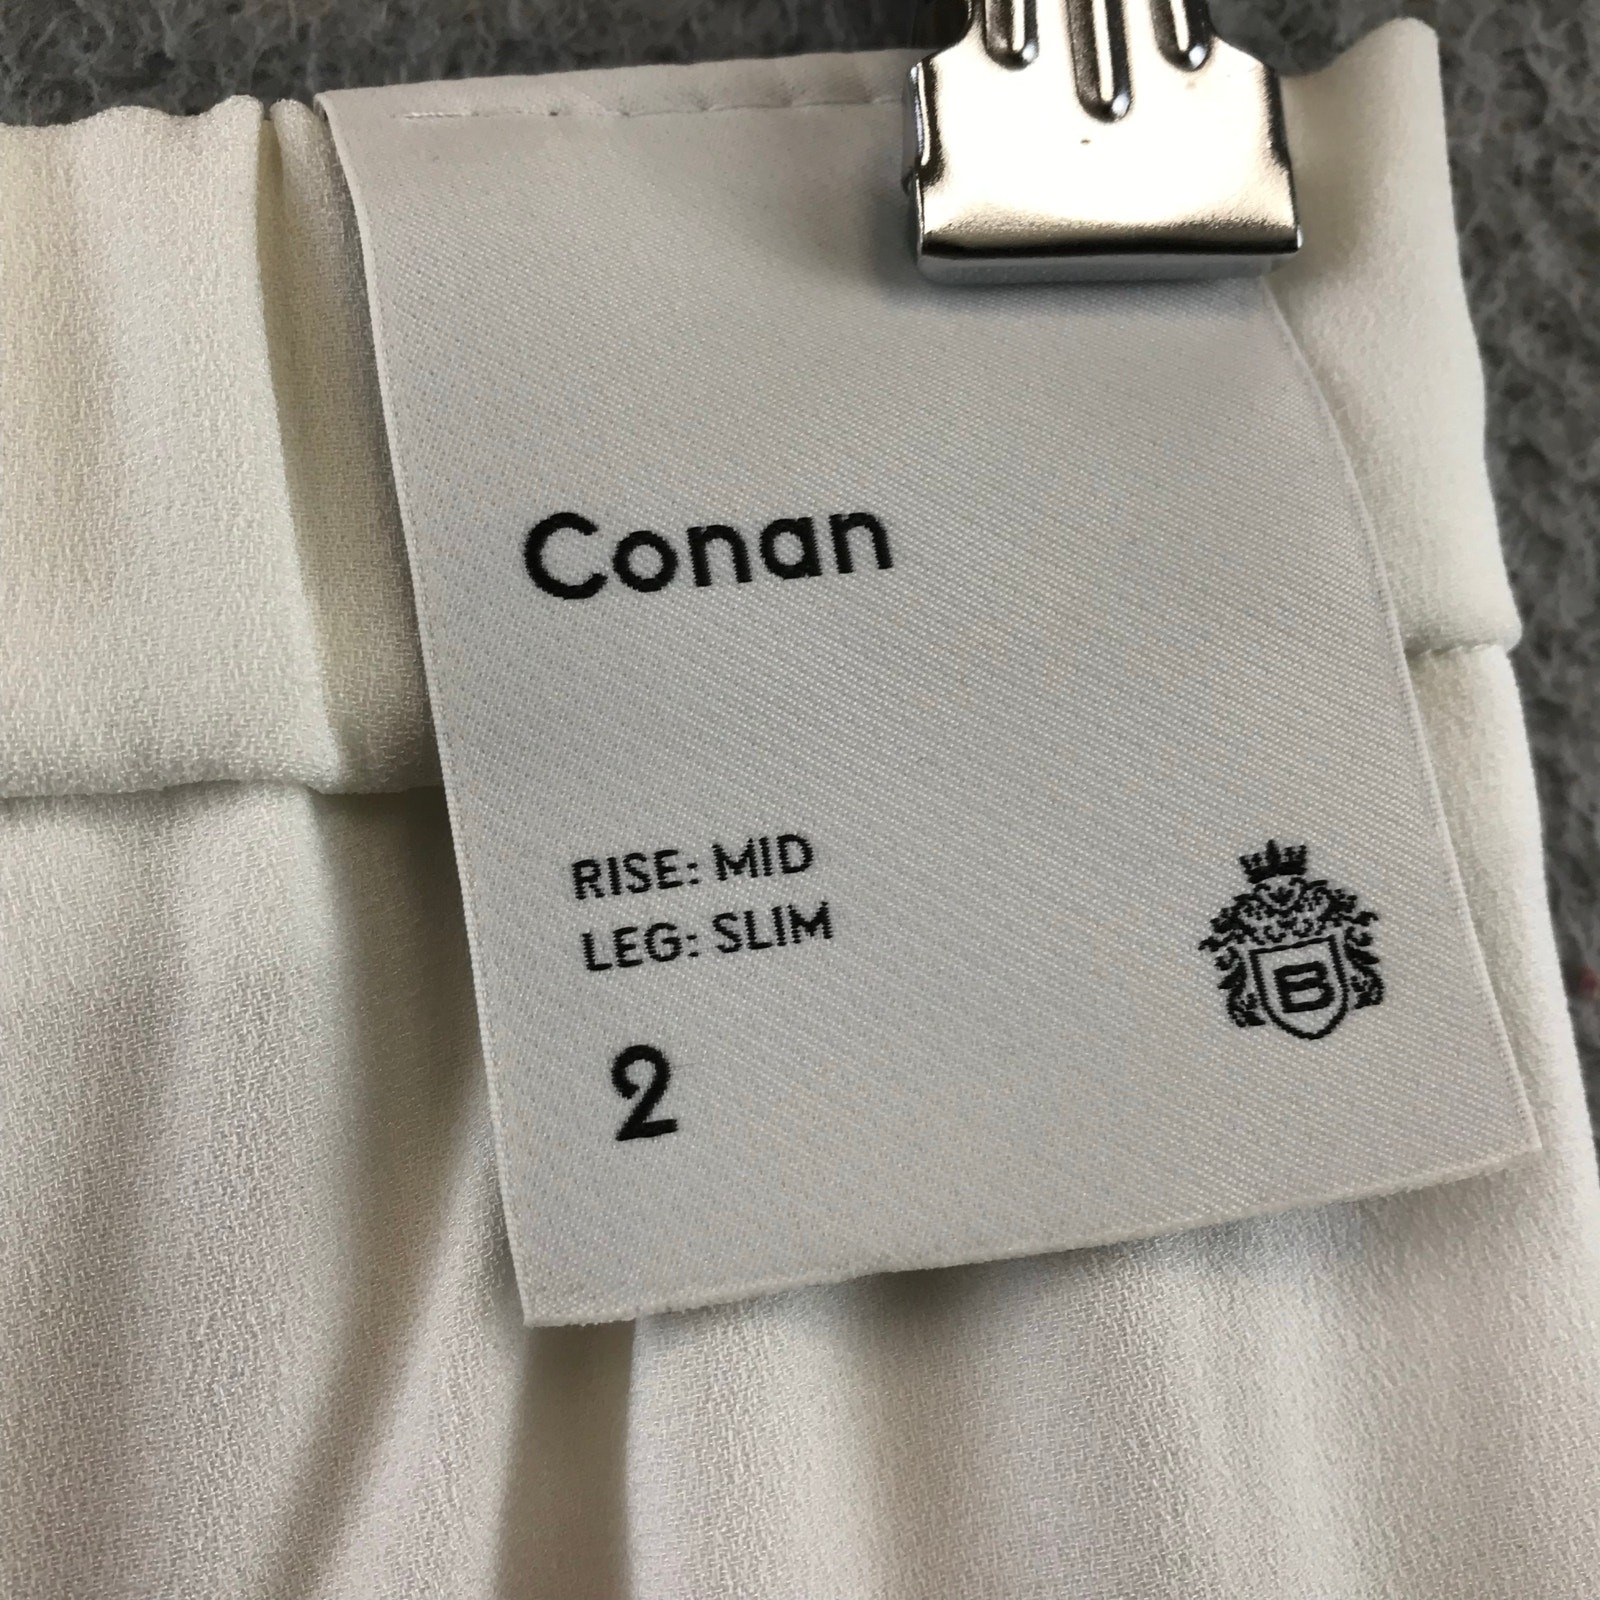 Conan
RISE: MID
LEG: SLIM
2
B